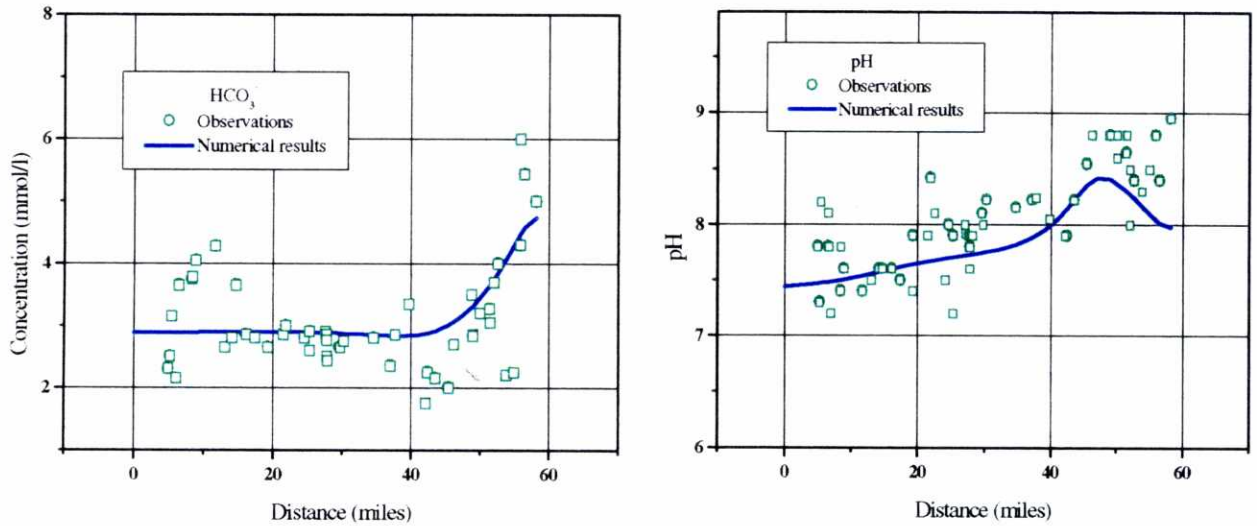 8
6
4
2
Concentration (mmol/l)
HCO3
Observations
Numerical results
0
20
40
60
Distance (miles)
9
8
7
6
pH
pH
Observations
Numerical results
0
20
40
60
Distance (miles)